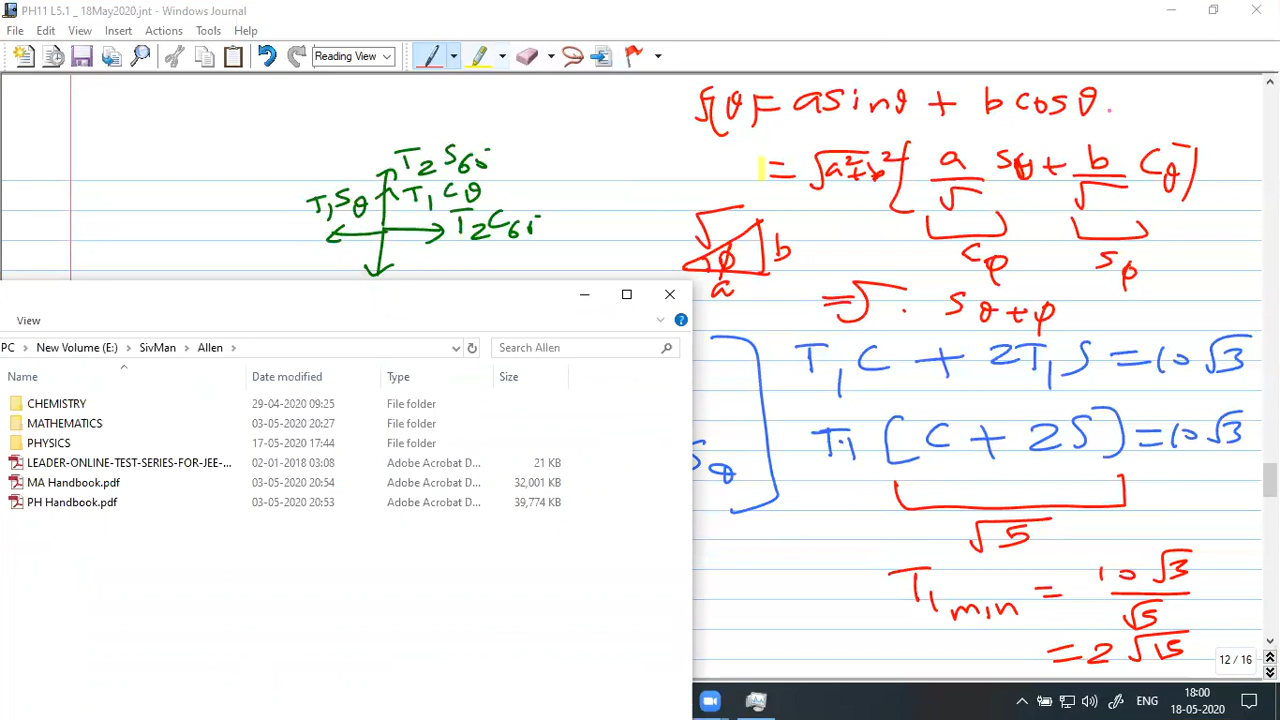 PH11 L5.1 _ 18May2020.jnt - Windows Journal
File Edit View Insert Actions Tools Help
Reading View
f(θ)= asinθ + b cosθ.
= √a²+b² [ a/√ Sθ + b/√ Cθ ]
Cφ Sφ
√ b
φ
a
=√ . Sθ+φ
T₂ S60
T₁Sθ T₁ Cθ
T₂C60
T₁C + 2T₁S = 10√3
T₁ [C + 2S] = 10√3
Sθ
√5
T₁ min = 10√3/√5
= 2√15
View
PC > New Volume (E:) > SivMan > Allen >
Search Allen
Name Date modified Type Size
CHEMISTRY 29-04-2020 09:25 File folder
MATHEMATICS 03-05-2020 20:27 File folder
PHYSICS 17-05-2020 17:44 File folder
LEADER-ONLINE-TEST-SERIES-FOR-JEE-... 02-01-2018 03:08 Adobe Acrobat D... 21 KB
MA Handbook.pdf 03-05-2020 20:54 Adobe Acrobat D... 32,001 KB
PH Handbook.pdf 03-05-2020 20:53 Adobe Acrobat D... 39,774 KB
12 / 16
ENG
18:00
18-05-2020